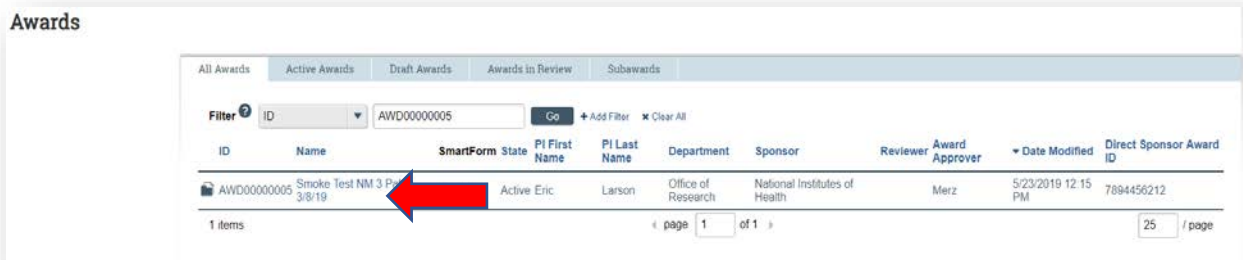 Awards
All Awards Active Awards Draft Awards Awards in Review Subawards
Filter ? ID AWD00000005 Go + Add Filter × Clear All
ID Name SmartForm State PI First Name PI Last Name Department Sponsor Reviewer Award Approver Date Modified Direct Sponsor Award ID
AWD00000005 Smoke Test NM 3 3/8/19 Active Eric Larson Office of Research National Institutes of Health Merz 5/23/2019 12:15 PM 7894456212
1 items page 1 of 1 25 / page